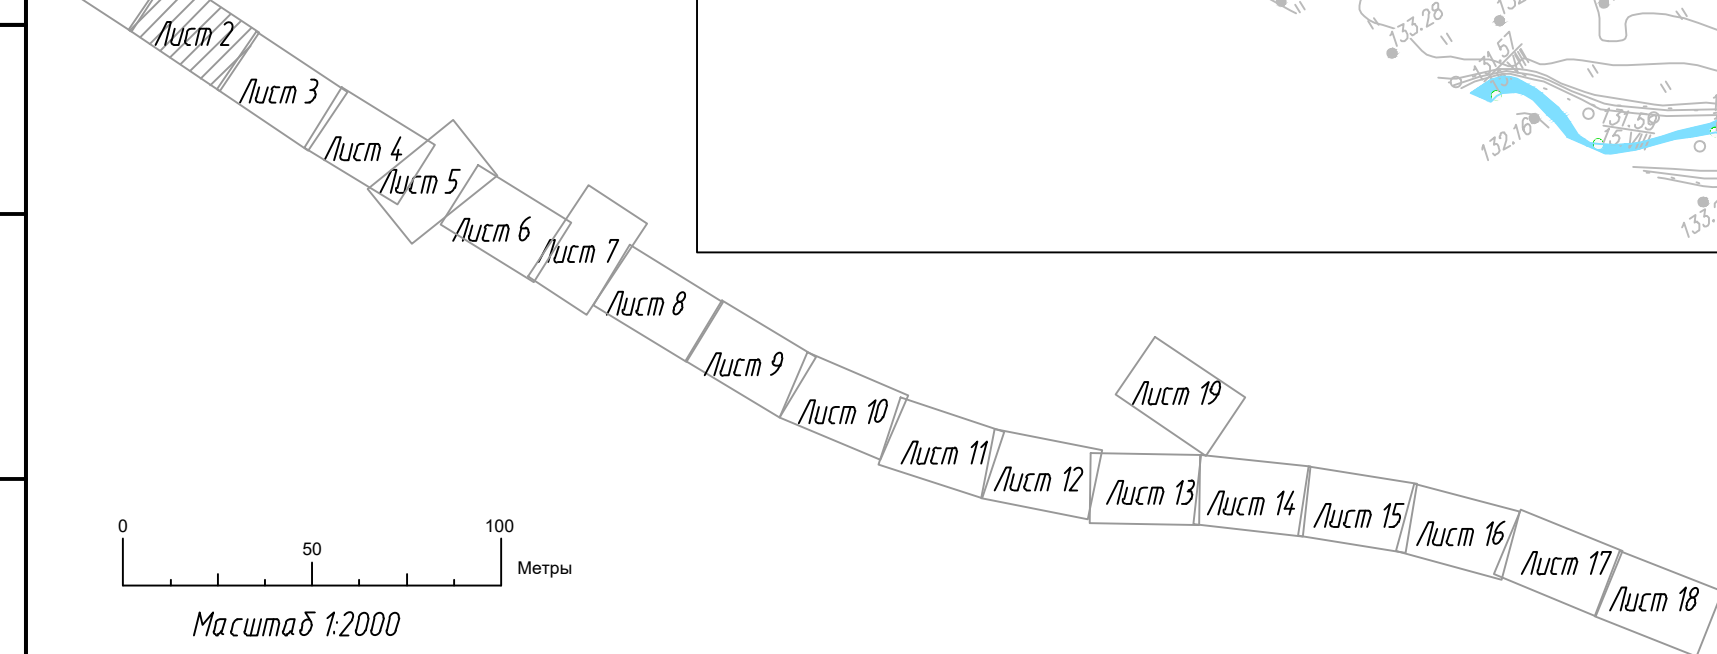 Лист 2
Лист 3
Лист 4
Лист 5
Лист 6
Лист 7
Лист 8
Лист 9
Лист 10
Лист 11
Лист 12
Лист 13
Лист 14
Лист 15
Лист 16
Лист 17
Лист 18
Лист 19
133.28
131.57
132.16
131.59
15 VIII
0
50
100
Метры
Масштаб 1:2000